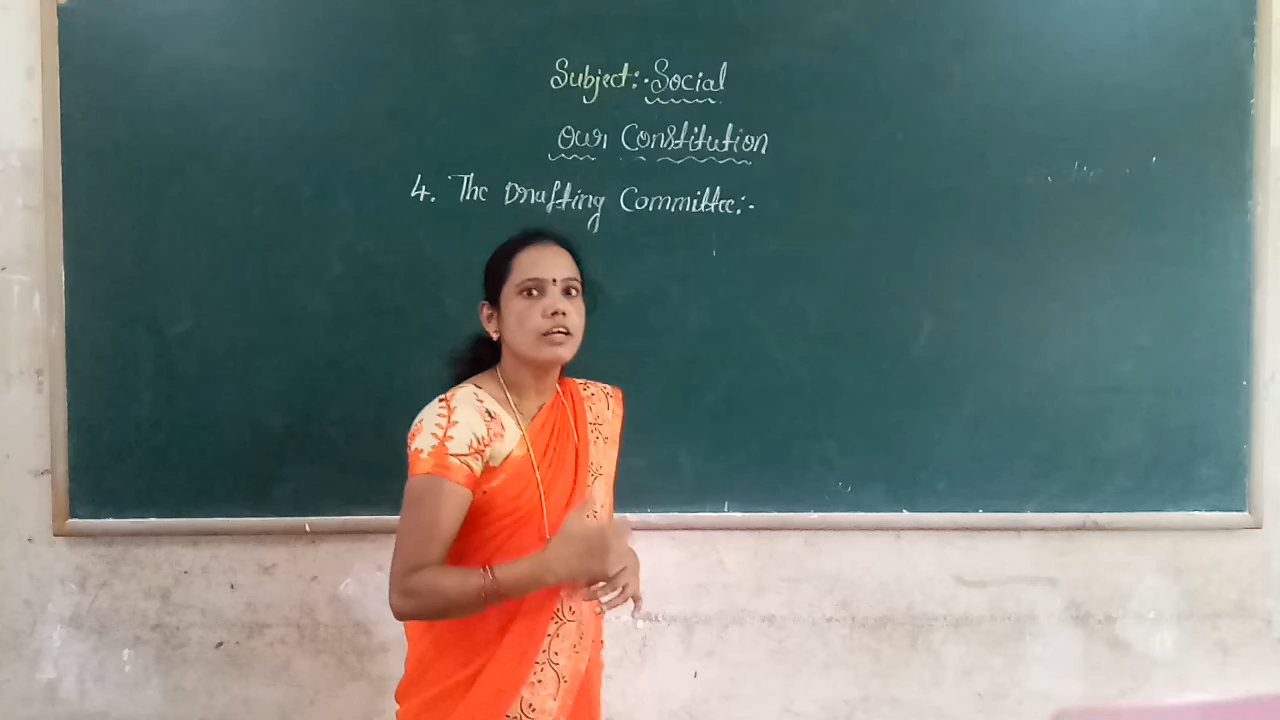 Subject:- Social
Our Constitution
4. The Drafting Committee:-